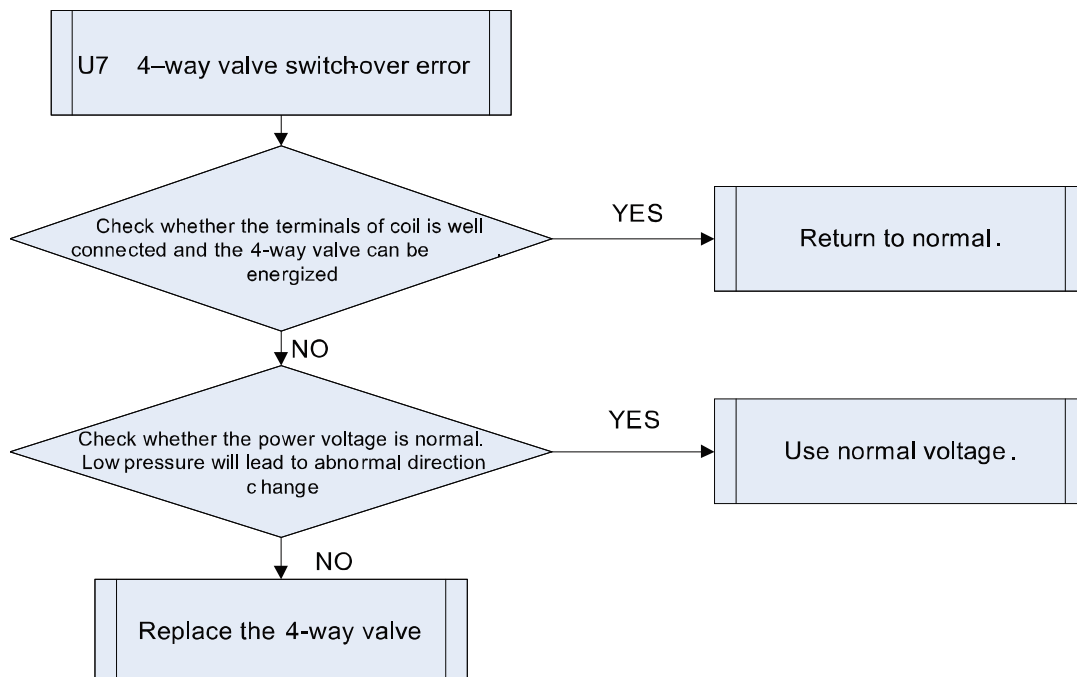 U7 4–way valve switch-over error
Check whether the terminals of coil is well
connected and the 4-way valve can be .
energized
YES
Return to normal.
NO
Check whether the power voltage is normal.
Low pressure will lead to abnormal direction
change
YES
Use normal voltage.
NO
Replace the 4-way valve